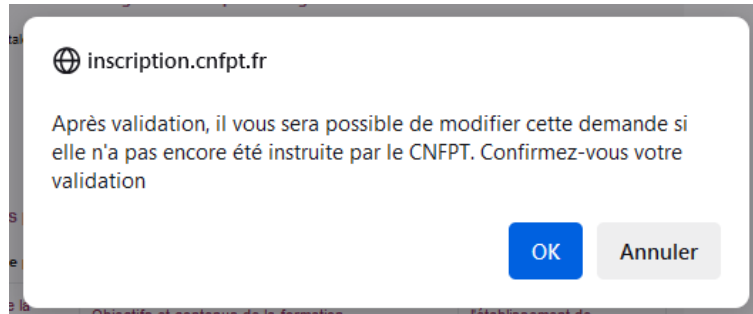 inscription.cnfpt.fr
Après validation, il vous sera possible de modifier cette demande si
elle n'a pas encore été instruite par le CNFPT. Confirmez-vous votre
validation
OK
Annuler